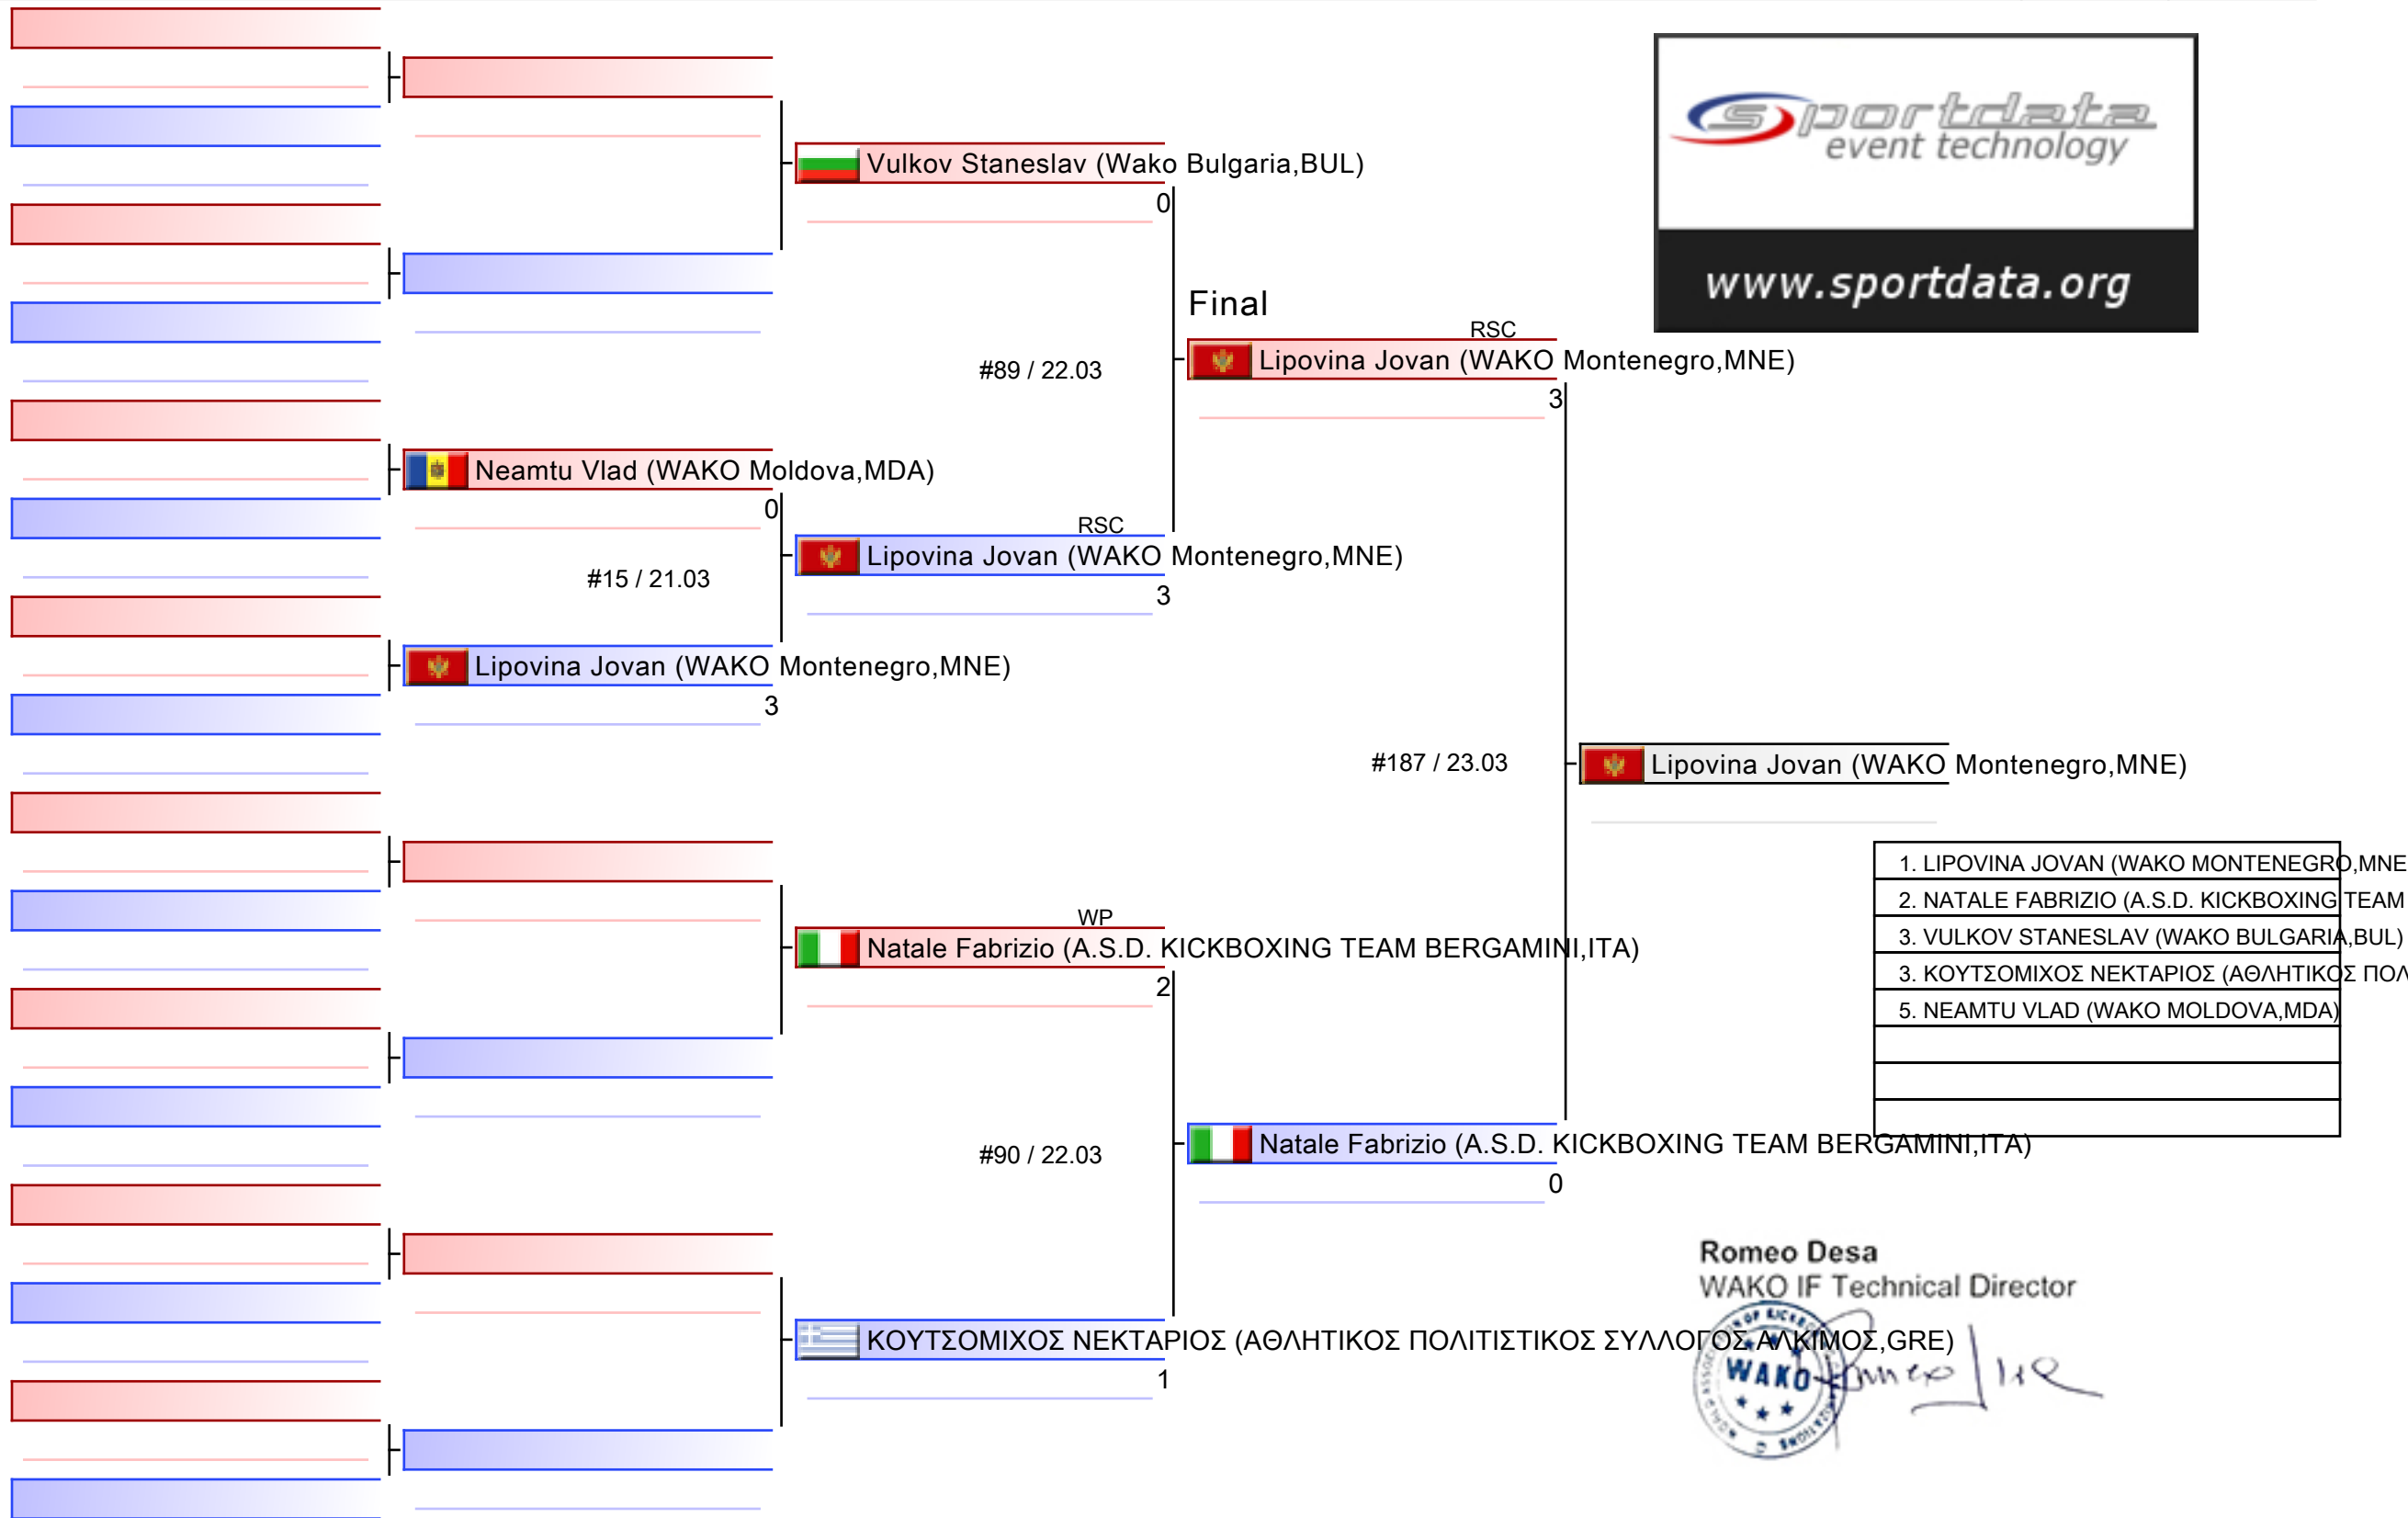 sportdata
event technology
www.sportdata.org
Vulkov Staneslav (Wako Bulgaria,BUL)
0
Final
#89 / 22.03
RSC
Lipovina Jovan (WAKO Montenegro,MNE)
3
Neamtu Vlad (WAKO Moldova,MDA)
0
#15 / 21.03
RSC
Lipovina Jovan (WAKO Montenegro,MNE)
3
Lipovina Jovan (WAKO Montenegro,MNE)
3
#187 / 23.03
Lipovina Jovan (WAKO Montenegro,MNE)
1. LIPOVINA JOVAN (WAKO MONTENEGRO,MNE
2. NATALE FABRIZIO (A.S.D. KICKBOXING TEAM
3. VULKOV STANESLAV (WAKO BULGARIA,BUL)
3. ΚΟΥΤΣΟΜΙΧΟΣ ΝΕΚΤΑΡΙΟΣ (ΑΘΛΗΤΙΚΟΣ ΠΟΛ
5. NEAMTU VLAD (WAKO MOLDOVA,MDA)
WP
Natale Fabrizio (A.S.D. KICKBOXING TEAM BERGAMINI,ITA)
2
#90 / 22.03
Natale Fabrizio (A.S.D. KICKBOXING TEAM BERGAMINI,ITA)
0
ΚΟΥΤΣΟΜΙΧΟΣ ΝΕΚΤΑΡΙΟΣ (ΑΘΛΗΤΙΚΟΣ ΠΟΛΙΤΙΣΤΙΚΟΣ ΣΥΛΛΟΓΟΣ ΑΛΚΙΜΟΣ,GRE)
1
Romeo Desa
WAKO IF Technical Director
WAKO